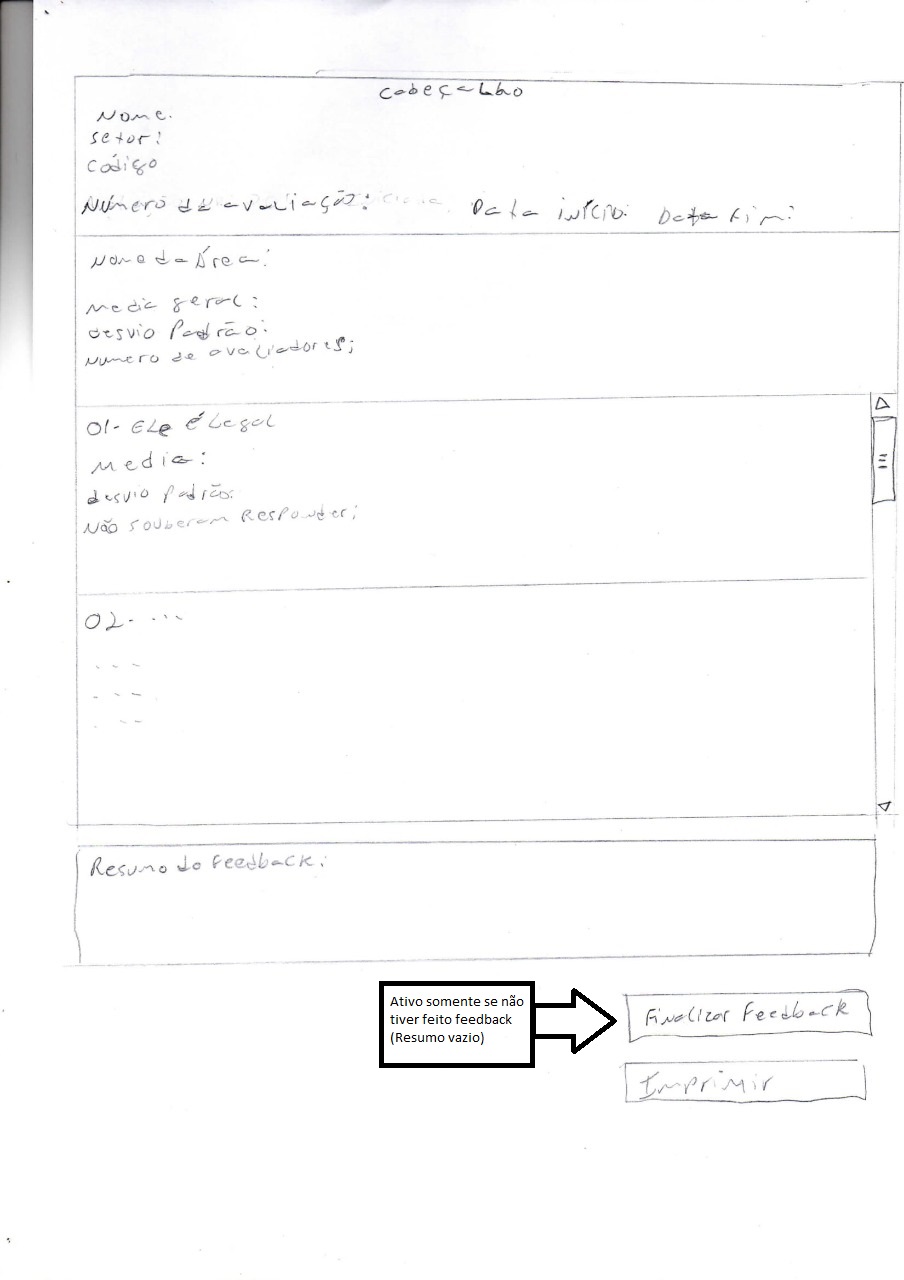 Cabeçalho
Nome.
Setor:
Código
Número de avaliação: Data início: Data Fim:
Nome da Área:
Media geral:
desvio Padrão:
Numero de avaliadores;
01- Ele é Legal
Media:
desvio Padrão:
Não souberam Responder;
02- ...
Resumo do Feedback:
Ativo somente se não
tiver feito feedback
(Resumo vazio)
Finalizar Feedback
Imprimir